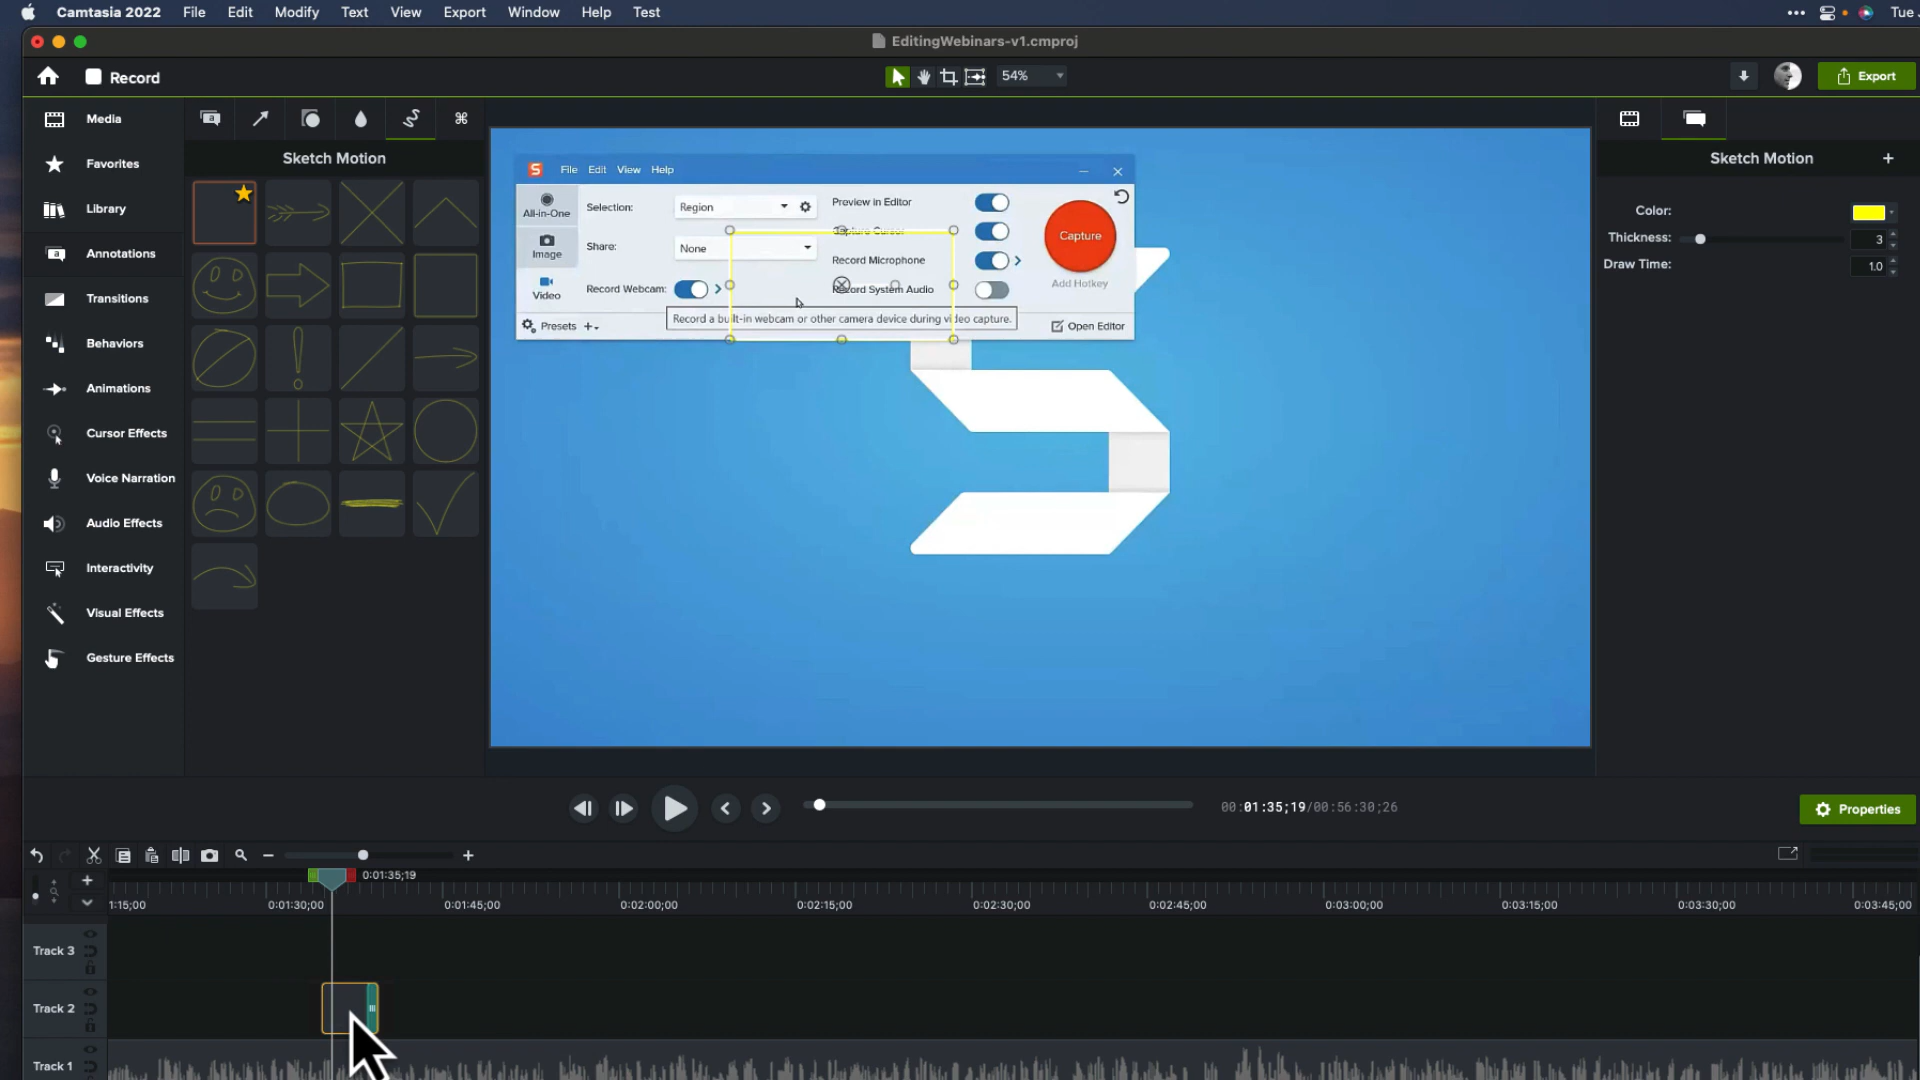 Camtasia 2022 File Edit Modify Text View Export Window Help Test
Tue
EditingWebinars-v1.cmproj
Record
54%
Export
Media
Favorites
Library
Annotations
Transitions
Behaviors
Animations
Cursor Effects
Voice Narration
Audio Effects
Interactivity
Visual Effects
Gesture Effects
Sketch Motion
S File Edit View Help
All-in-One
Image
Video
Selection: Region
Share: None
Record Webcam:
Preview in Editor
Capture Cursor
Record Microphone
Record System Audio
Capture
Add Hotkey
Record a built-in webcam or other camera device during video capture.
Presets
Open Editor
Sketch Motion
Color:
Thickness: 3
Draw Time: 1.0
00:01:35;19/00:56:30;26
Properties
0:01:35;19
1:15;00 0:01:30;00 0:01:45;00 0:02:00;00 0:02:15;00 0:02:30;00 0:02:45;00 0:03:00;00 0:03:15;00 0:03:30;00 0:03:45;00
Track 3
Track 2
Track 1